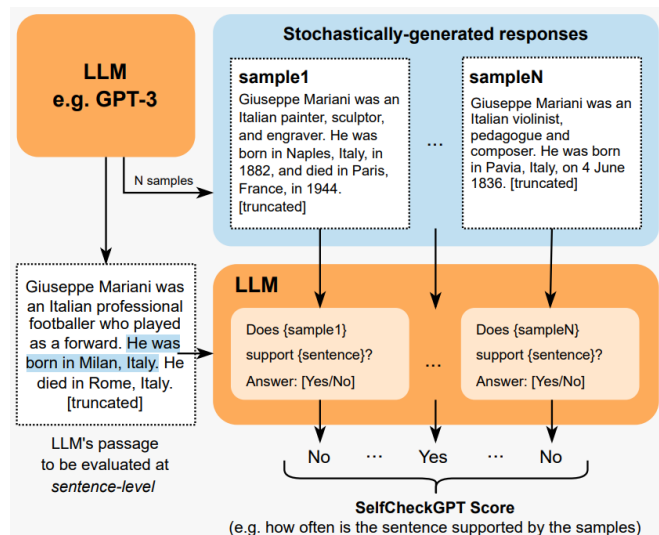 LLM
e.g. GPT-3
N samples
Stochastically-generated responses
sample1
Giuseppe Mariani was an
Italian painter, sculptor,
and engraver. He was
born in Naples, Italy, in
1882, and died in Paris,
France, in 1944.
[truncated]
...
sampleN
Giuseppe Mariani was an
Italian violinist,
pedagogue and
composer. He was born
in Pavia, Italy, on 4 June
1836. [truncated]
Giuseppe Mariani was
an Italian professional
footballer who played
as a forward. He was
born in Milan, Italy. He
died in Rome, Italy.
[truncated]
LLM's passage
to be evaluated at
sentence-level
LLM
Does {sample1}
support {sentence}?
Answer: [Yes/No]
...
Does {sampleN}
support {sentence}?
Answer: [Yes/No]
No ... Yes ... No
SelfCheckGPT Score
(e.g. how often is the sentence supported by the samples)